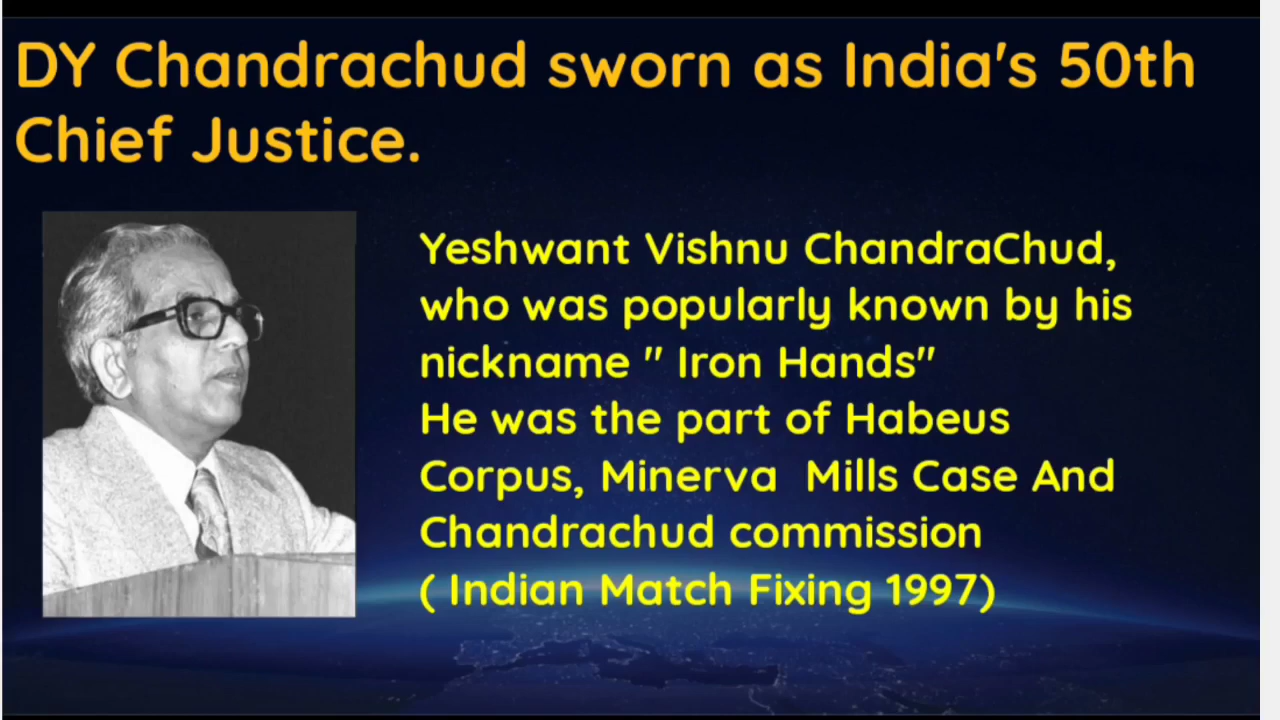 DY Chandrachud sworn as India's 50th
Chief Justice.
Yeshwant Vishnu ChandraChud,
who was popularly known by his
nickname " Iron Hands"
He was the part of Habeus
Corpus, Minerva  Mills Case And
Chandrachud commission
( Indian Match Fixing 1997)